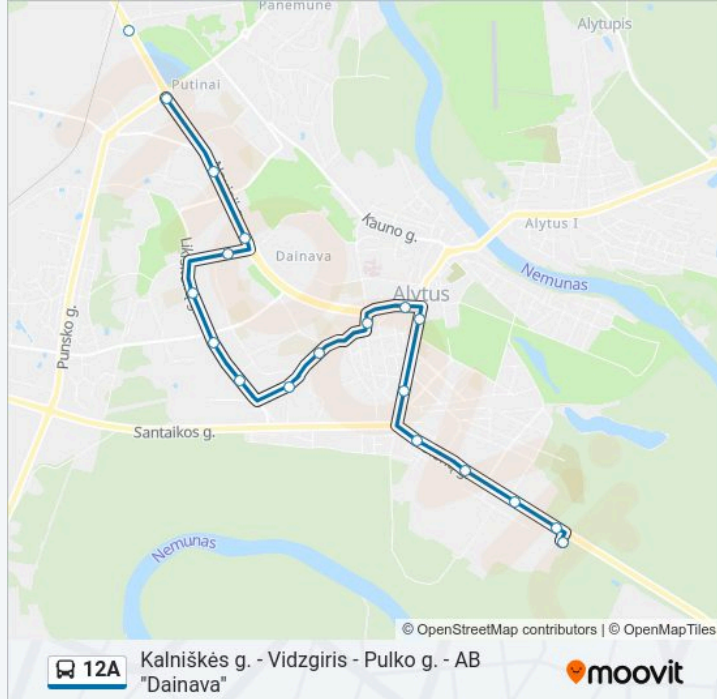 Panemunė
Alytupis
Putinai
Kauno g.
Alytus I
Dainava
Nemunas
Alytus
Punsko g.
Santaikos g.
Nemunas
© OpenStreetMap contributors | © OpenMapTiles
12A
Kalniškės g. - Vidzgiris - Pulko g. - AB
"Dainava"
moovit